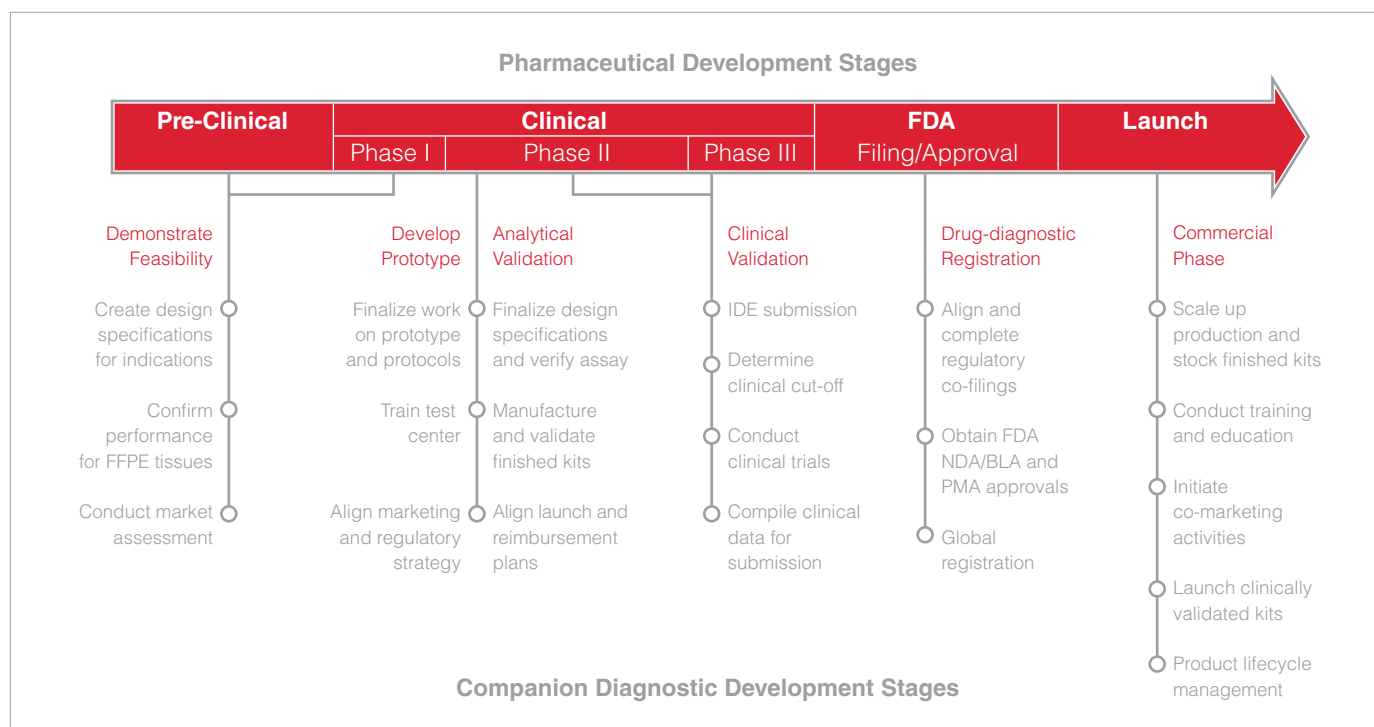 Pharmaceutical Development Stages
Pre-Clinical
Clinical
FDA
Launch
Phase I
Phase II
Phase III
Filing/Approval
Demonstrate
Feasibility
Create design
specifications
for indications
Confirm
performance
for FFPE tissues
Conduct market
assessment
Develop
Prototype
Finalize work
on prototype
and protocols
Train test
center
Align marketing
and regulatory
strategy
Analytical
Validation
Finalize design
specifications
and verify assay
Manufacture
and validate
finished kits
Align launch and
reimbursement
plans
Clinical
Validation
IDE submission
Determine
clinical cut-off
Conduct
clinical trials
Compile clinical
data for
submission
Drug-diagnostic
Registration
Align and
complete
regulatory
co-filings
Obtain FDA
NDA/BLA and
PMA approvals
Global
registration
Commercial
Phase
Scale up
production and
stock finished kits
Conduct training
and education
Initiate
co-marketing
activities
Launch clinically
validated kits
Product lifecycle
management
Companion Diagnostic Development Stages